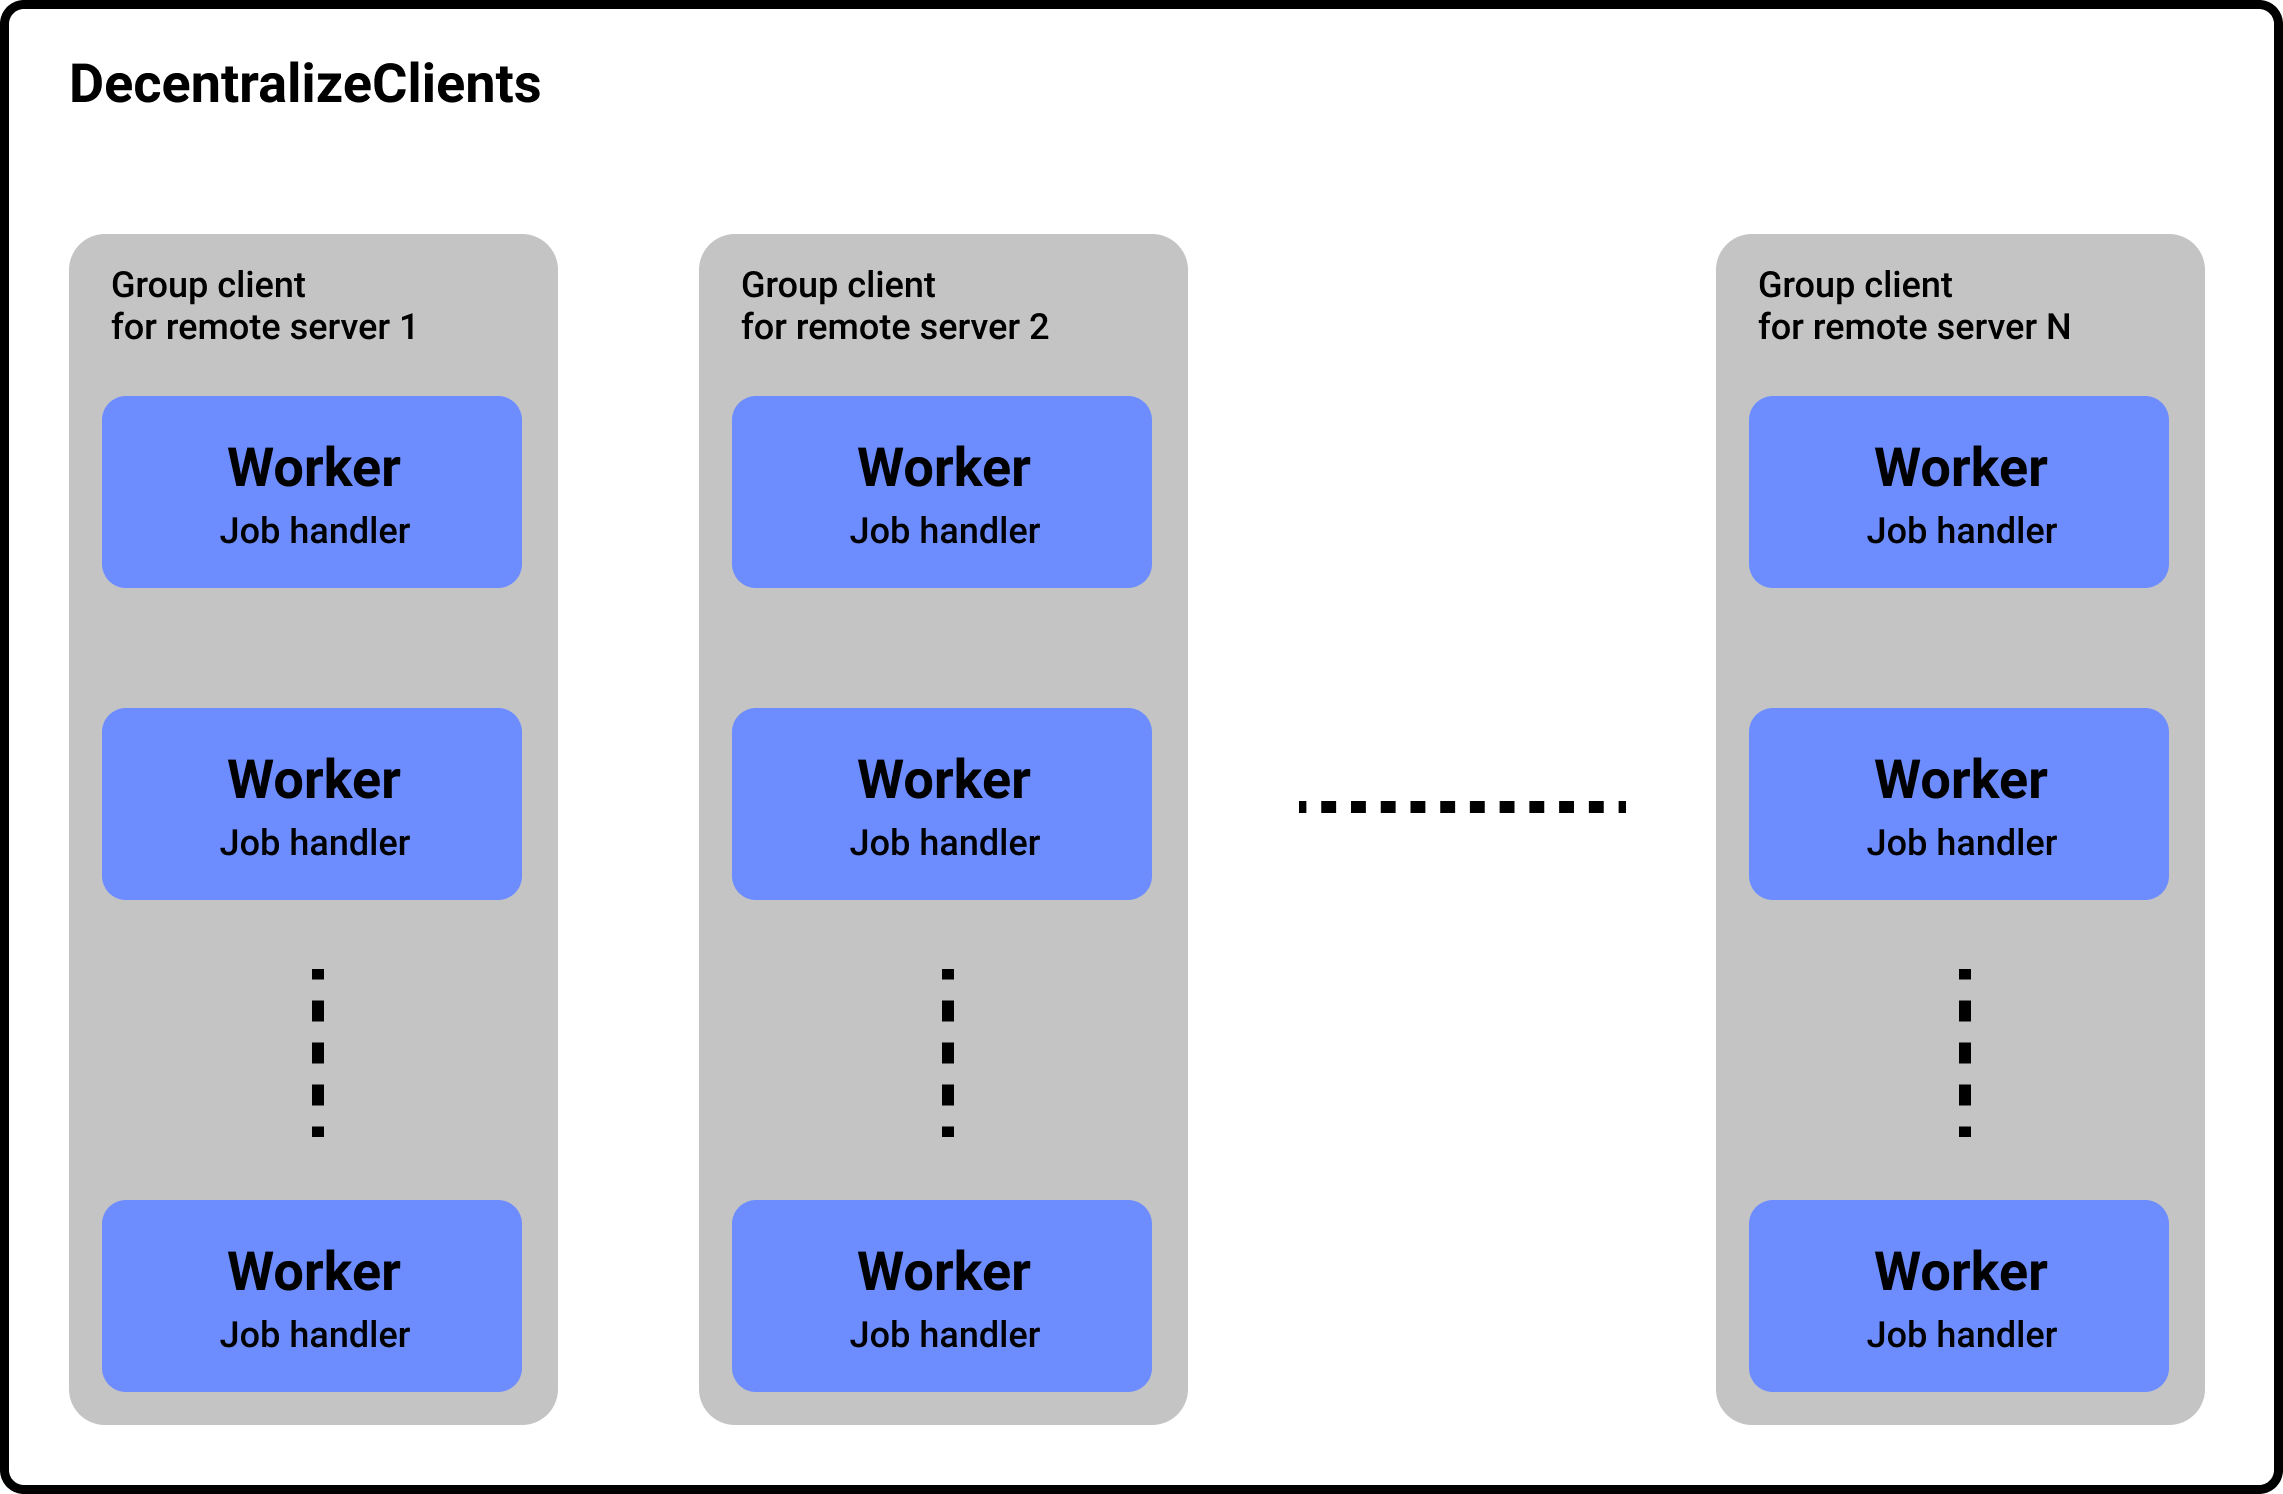 DecentralizeClients
Group client
for remote server 1
Worker
Job handler
Worker
Job handler
Worker
Job handler
Group client
for remote server 2
Worker
Job handler
Worker
Job handler
Worker
Job handler
Group client
for remote server N
Worker
Job handler
Worker
Job handler
Worker
Job handler